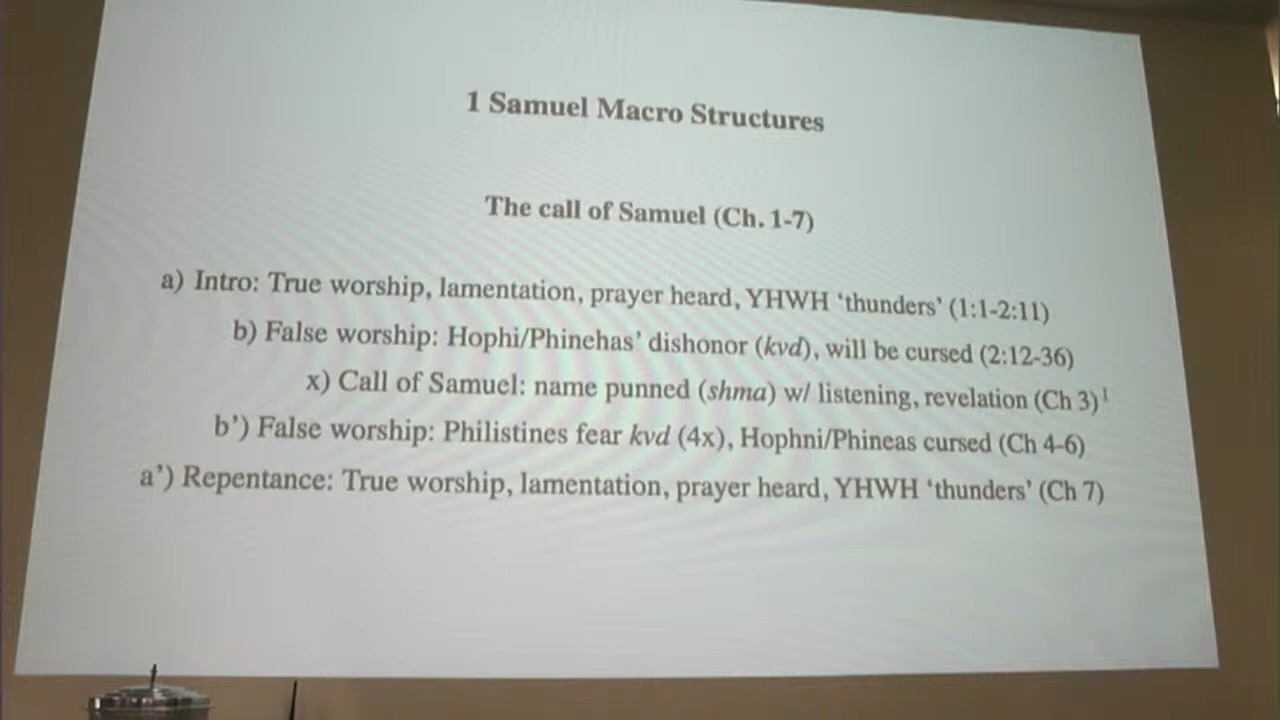 1 Samuel Macro Structures
The call of Samuel (Ch. 1-7)
a) Intro: True worship, lamentation, prayer heard, YHWH ‘thunders’ (1:1-2:11)
b) False worship: Hophi/Phinehas’ dishonor (kvd), will be cursed (2:12-36)
x) Call of Samuel: name punned (shma) w/ listening, revelation (Ch 3)¹
b’) False worship: Philistines fear kvd (4x), Hophni/Phineas cursed (Ch 4-6)
a’) Repentance: True worship, lamentation, prayer heard, YHWH ‘thunders’ (Ch 7)